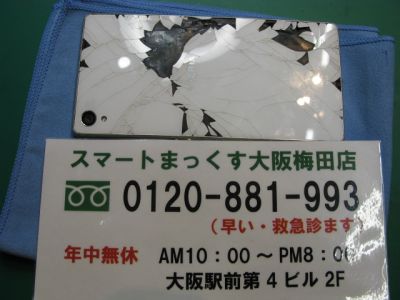 スマートまっくす大阪梅田店
0120-881-993
(早い・救急診ます)
年中無休 AM10:00～PM8:00
大阪駅前第4ビル2F